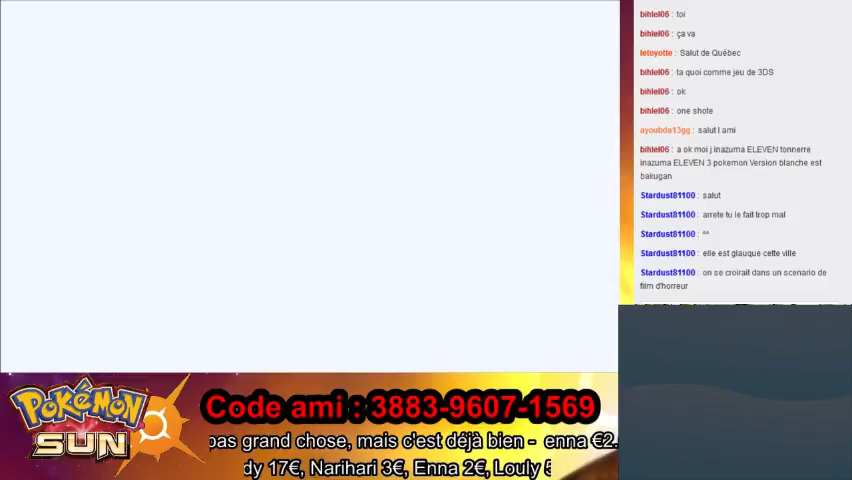 bihlel06 : toi
bihlel06 : ça va
letoyotte : Salut de Québec
bihlel06 : ta quoi comme jeu de 3DS
bihlel06 : ok
bihlel06 : one shote
ayoubdu13gg : salut l ami
bihlel06 : a ok moi j inazuma ELEVEN tonnerre
inazuma ELEVEN 3 pokemon Version blanche est
bakugan
Stardust81100 : salut
Stardust81100 : arrete tu le fait trop mal
Stardust81100 : ^^
Stardust81100 : elle est glauque cette ville
Stardust81100 : on se croirait dans un scenario de
film d'horreur
POKéMON
SUN
Code ami : 3883-9607-1569
pas grand chose, mais c'est déjà bien - enna €2.
dy 17€, Narihari 3€, Enna 2€, Louly 5